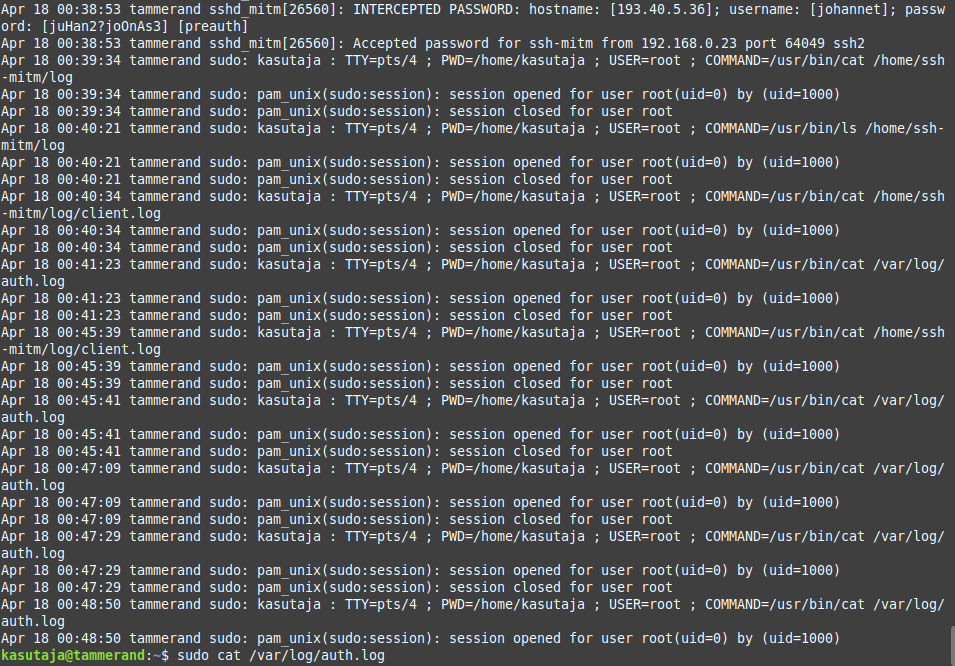 Apr 18 00:38:53 tammerand sshd_mitm[26560]: INTERCEPTED PASSWORD: hostname: [193.40.5.36]; username: [johannet]; passw
ord: [juHan2?joOnAs3] [preauth]
Apr 18 00:38:53 tammerand sshd_mitm[26560]: Accepted password for ssh-mitm from 192.168.0.23 port 64049 ssh2
Apr 18 00:39:34 tammerand sudo: kasutaja : TTY=pts/4 ; PWD=/home/kasutaja ; USER=root ; COMMAND=/usr/bin/cat /home/ssh
-mitm/log
Apr 18 00:39:34 tammerand sudo: pam_unix(sudo:session): session opened for user root(uid=0) by (uid=1000)
Apr 18 00:39:34 tammerand sudo: pam_unix(sudo:session): session closed for user root
Apr 18 00:40:21 tammerand sudo: kasutaja : TTY=pts/4 ; PWD=/home/kasutaja ; USER=root ; COMMAND=/usr/bin/ls /home/ssh-
mitm/log
Apr 18 00:40:21 tammerand sudo: pam_unix(sudo:session): session opened for user root(uid=0) by (uid=1000)
Apr 18 00:40:21 tammerand sudo: pam_unix(sudo:session): session closed for user root
Apr 18 00:40:34 tammerand sudo: kasutaja : TTY=pts/4 ; PWD=/home/kasutaja ; USER=root ; COMMAND=/usr/bin/cat /home/ssh
-mitm/log/client.log
Apr 18 00:40:34 tammerand sudo: pam_unix(sudo:session): session opened for user root(uid=0) by (uid=1000)
Apr 18 00:40:34 tammerand sudo: pam_unix(sudo:session): session closed for user root
Apr 18 00:41:23 tammerand sudo: kasutaja : TTY=pts/4 ; PWD=/home/kasutaja ; USER=root ; COMMAND=/usr/bin/cat /var/log/
auth.log
Apr 18 00:41:23 tammerand sudo: pam_unix(sudo:session): session opened for user root(uid=0) by (uid=1000)
Apr 18 00:41:23 tammerand sudo: pam_unix(sudo:session): session closed for user root
Apr 18 00:45:39 tammerand sudo: kasutaja : TTY=pts/4 ; PWD=/home/kasutaja ; USER=root ; COMMAND=/usr/bin/cat /home/ssh
-mitm/log/client.log
Apr 18 00:45:39 tammerand sudo: pam_unix(sudo:session): session opened for user root(uid=0) by (uid=1000)
Apr 18 00:45:39 tammerand sudo: pam_unix(sudo:session): session closed for user root
Apr 18 00:45:41 tammerand sudo: kasutaja : TTY=pts/4 ; PWD=/home/kasutaja ; USER=root ; COMMAND=/usr/bin/cat /var/log/
auth.log
Apr 18 00:45:41 tammerand sudo: pam_unix(sudo:session): session opened for user root(uid=0) by (uid=1000)
Apr 18 00:45:41 tammerand sudo: pam_unix(sudo:session): session closed for user root
Apr 18 00:47:09 tammerand sudo: kasutaja : TTY=pts/4 ; PWD=/home/kasutaja ; USER=root ; COMMAND=/usr/bin/cat /var/log/
auth.log
Apr 18 00:47:09 tammerand sudo: pam_unix(sudo:session): session opened for user root(uid=0) by (uid=1000)
Apr 18 00:47:09 tammerand sudo: pam_unix(sudo:session): session closed for user root
Apr 18 00:47:29 tammerand sudo: kasutaja : TTY=pts/4 ; PWD=/home/kasutaja ; USER=root ; COMMAND=/usr/bin/cat /var/log/
auth.log
Apr 18 00:47:29 tammerand sudo: pam_unix(sudo:session): session opened for user root(uid=0) by (uid=1000)
Apr 18 00:47:29 tammerand sudo: pam_unix(sudo:session): session closed for user root
Apr 18 00:48:50 tammerand sudo: kasutaja : TTY=pts/4 ; PWD=/home/kasutaja ; USER=root ; COMMAND=/usr/bin/cat /var/log/
auth.log
Apr 18 00:48:50 tammerand sudo: pam_unix(sudo:session): session opened for user root(uid=0) by (uid=1000)
kasutaja@tammerand:~$ sudo cat /var/log/auth.log